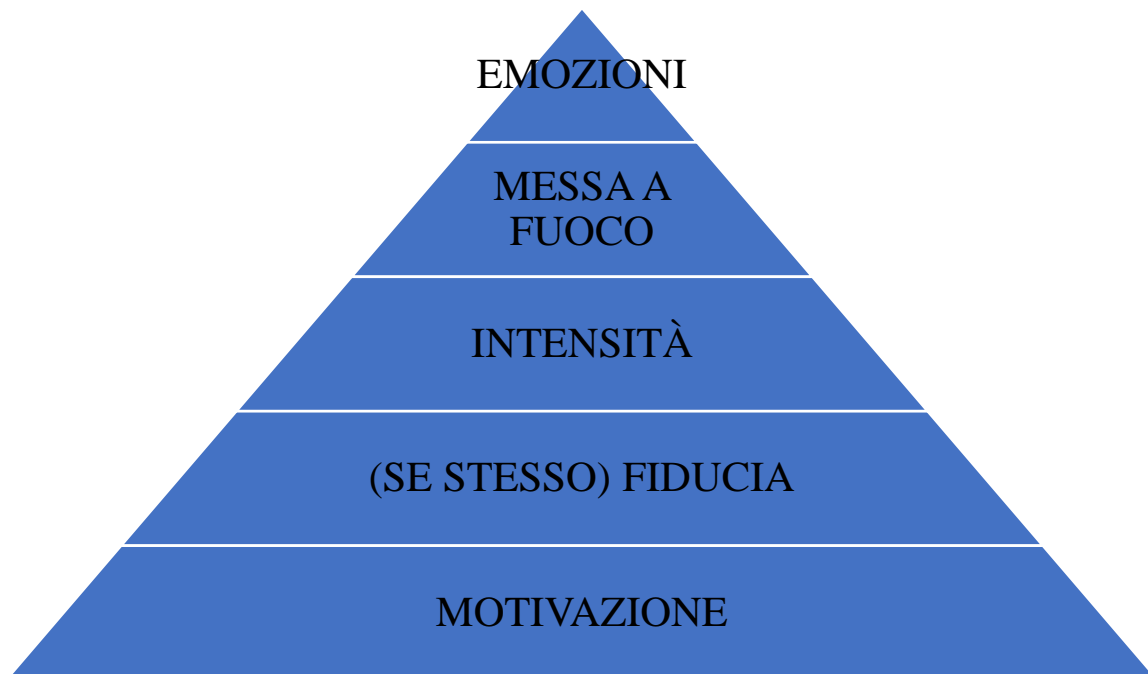 EMOZIONI
MESSA A
FUOCO
INTENSITÀ
(SE STESSO) FIDUCIA
MOTIVAZIONE